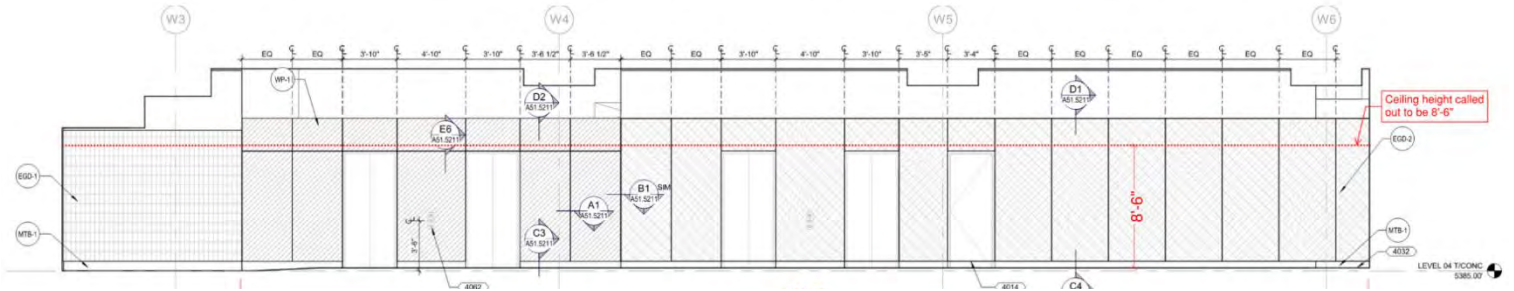 W3
W4
W5
W6
EQ EQ 3'-10" 4'-10" 3'-10" 3'-6 1/2" 3'-6 1/2" EQ EQ 3'-10" 4'-10" 3'-10" 3'-5" 3'-4" EQ EQ EQ EQ EQ EQ
WP-1
D2
A51.5211
D1
A51.5211
Ceiling height called
out to be 8'-6"
E6
A51.5211
EGD-2
EGD-1
B1 SIM
A51.5211
A1
A51.5211
8'-6"
3'-6"
C3
A51.5211
MTB-1
MTB-1
4032
LEVEL 04 T/CONC
5385.00'
4062
4014
C4